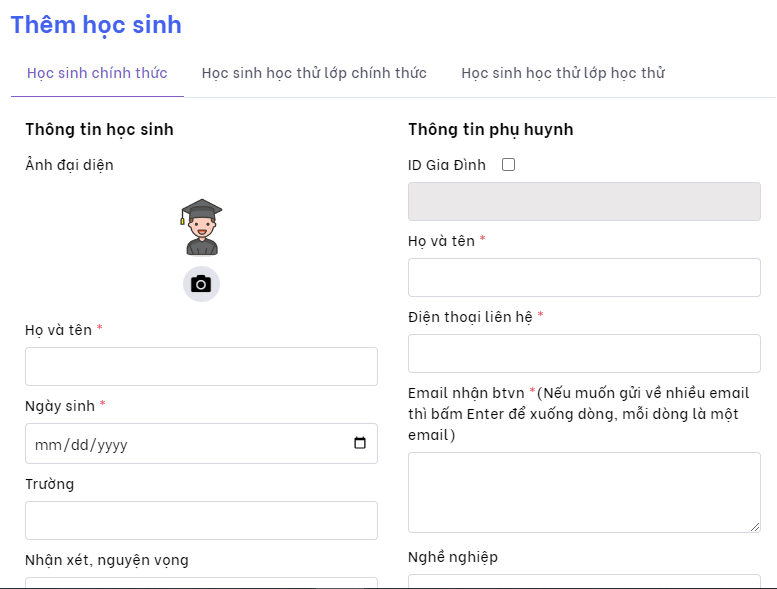 Thêm học sinh
Học sinh chính thức
Học sinh học thử lớp chính thức
Học sinh học thử lớp học thử
Thông tin học sinh
Ảnh đại diện
Họ và tên *
Ngày sinh *
mm/dd/yyyy
Trường
Nhận xét, nguyện vọng
Thông tin phụ huynh
ID Gia Đình
Họ và tên *
Điện thoại liên hệ *
Email nhận btvn *(Nếu muốn gửi về nhiều email
thì bấm Enter để xuống dòng, mỗi dòng là một
email)
Nghề nghiệp